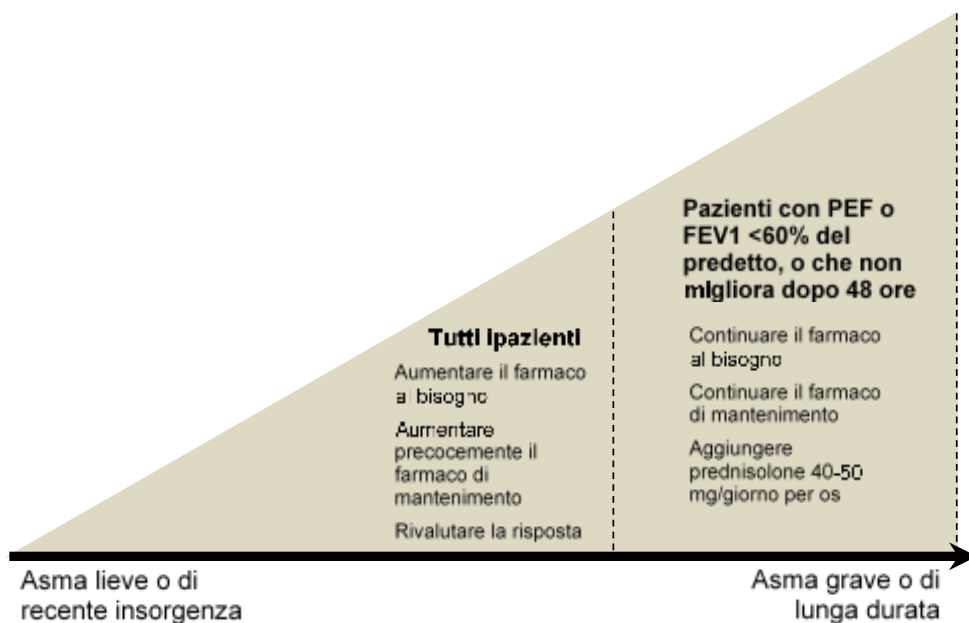 Pazienti con PEF o
FEV1 <60% del
predetto, o che non
migliora dopo 48 ore
Tutti ipazienti
Aumentare il farmaco
al bisogno
Aumentare
precocemente il
farmaco di
mantenimento
Rivalutare la risposta
Continuare il farmaco
al bisogno
Continuare il farmaco
di mantenimento
Aggiungere
prednisolone 40-50
mg/giorno per os
Asma lieve o di
recente insorgenza
Asma grave o di
lunga durata